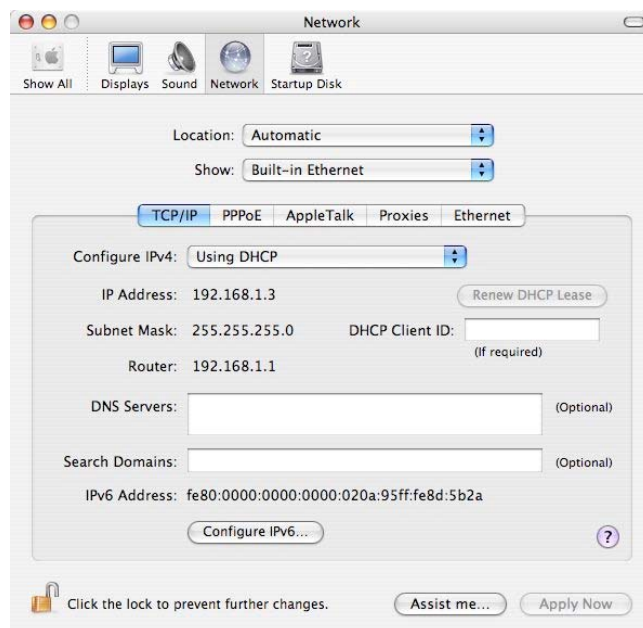 Network
Show All Displays Sound Network Startup Disk
Location: Automatic
Show: Built-in Ethernet
TCP/IP PPPoE AppleTalk Proxies Ethernet
Configure IPv4: Using DHCP
IP Address: 192.168.1.3 Renew DHCP Lease
Subnet Mask: 255.255.255.0 DHCP Client ID:
(If required)
Router: 192.168.1.1
DNS Servers: (Optional)
Search Domains: (Optional)
IPv6 Address: fe80:0000:0000:0000:020a:95ff:fe8d:5b2a
Configure IPv6... ?
Click the lock to prevent further changes. Assist me... Apply Now